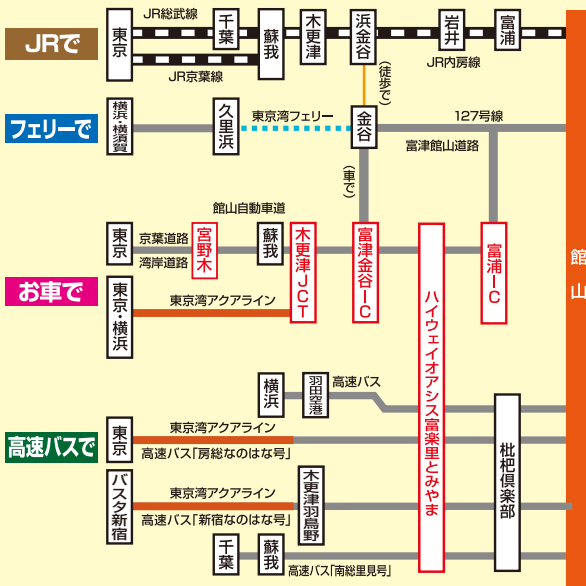 JRで
JR総武線
東京
千葉
蘇我
木更津
浜金谷
岩井
富浦
JR京葉線
JR内房線
(徒歩で)
フェリーで
横浜・横須賀
久里浜
東京湾フェリー
金谷
127号線
富津館山道路
(車で)
館山自動車道
お車で
東京
京葉道路
湾岸道路
宮野木
蘇我
木更津JCT
富津金谷IC
ハイウェイオアシス富楽里とみやま
富浦IC
館山
東京・横浜
東京湾アクアライン
高速バスで
横浜
羽田空港
高速バス
東京
東京湾アクアライン
高速バス「房総なのはな号」
枇杷倶楽部
バスタ新宿
東京湾アクアライン
高速バス「新宿なのはな号」
木更津羽鳥野
千葉
蘇我
高速バス「南総里見号」